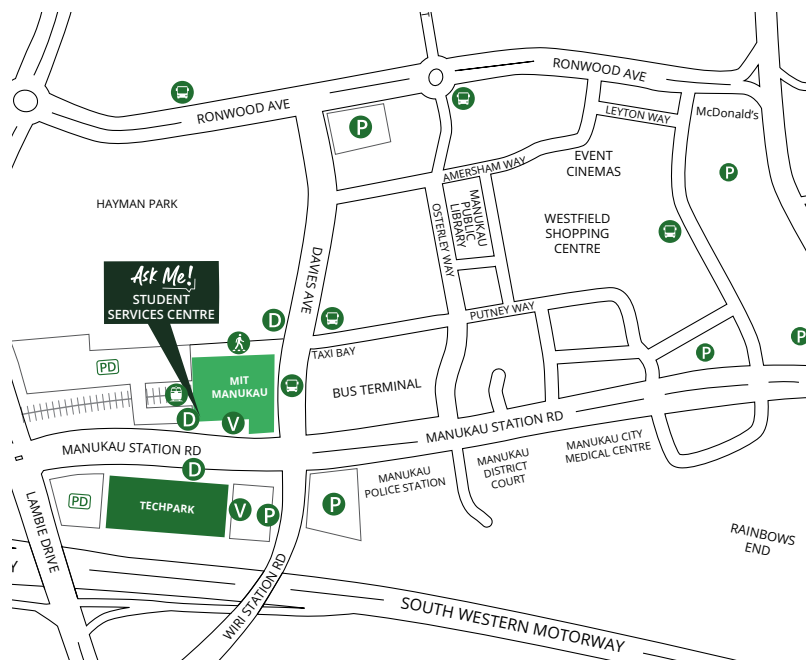 RONWOOD AVE
RONWOOD AVE
LEYTON WAY
McDonald's
P
P
EVENT
CINEMAS
AMERSHAM WAY
HAYMAN PARK
MANUKAU
PUBLIC
LIBRARY
OSTERLEY WAY
WESTFIELD
SHOPPING
CENTRE
DAVIES AVE
Ask Me!
STUDENT
SERVICES CENTRE
D
PUTNEY WAY
P
TAXI BAY
P
PD
MIT
MANUKAU
BUS TERMINAL
D
V
MANUKAU STATION RD
MANUKAU STATION RD
MANUKAU CITY
MEDICAL CENTRE
D
MANUKAU
POLICE STATION
MANUKAU
DISTRICT
COURT
PD
TECHPARK
V
P
P
LAMBIE DRIVE
RAINBOWS
END
Y
WIRI STATION RD
SOUTH WESTERN MOTORWAY